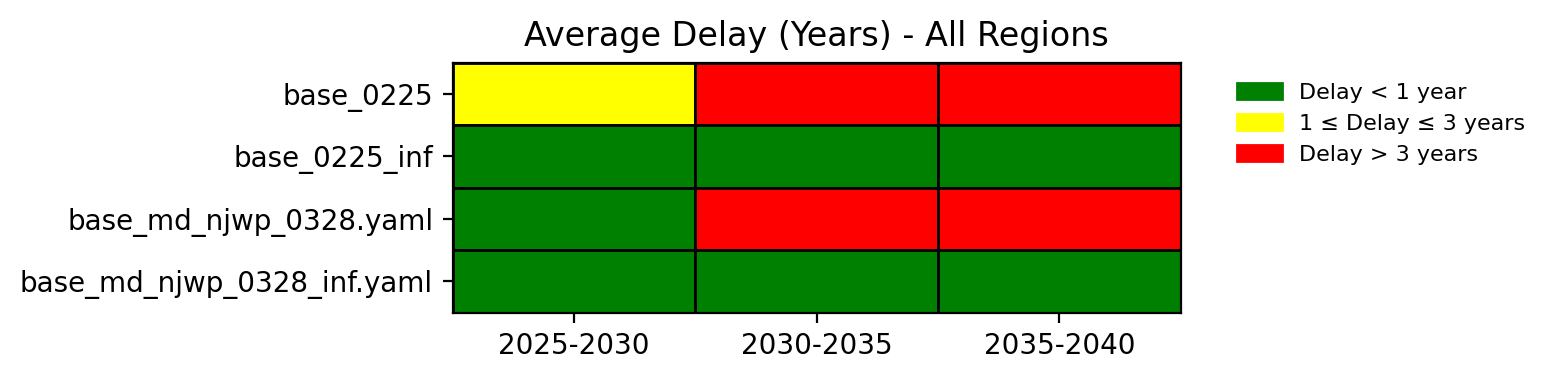 Average Delay (Years) - All Regions
base_0225
base_0225_inf
base_md_njwp_0328.yaml
base_md_njwp_0328_inf.yaml
2025-2030 2030-2035 2035-2040
Delay < 1 year
1 ≤ Delay ≤ 3 years
Delay > 3 years